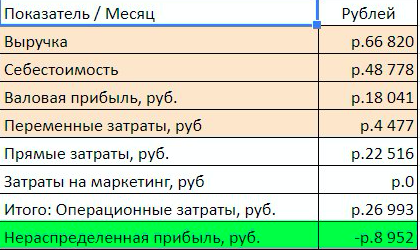 Показатель / Месяц Рублей
Выручка р.66 820
Себестоимость р.48 778
Валовая прибыль, руб. р.18 041
Переменные затраты, руб р.4 477
Прямые затраты, руб. р.22 516
Затраты на маркетинг, руб р.0
Итого: Операционные затраты, руб. р.26 993
Нераспределенная прибыль, руб. -р.8 952